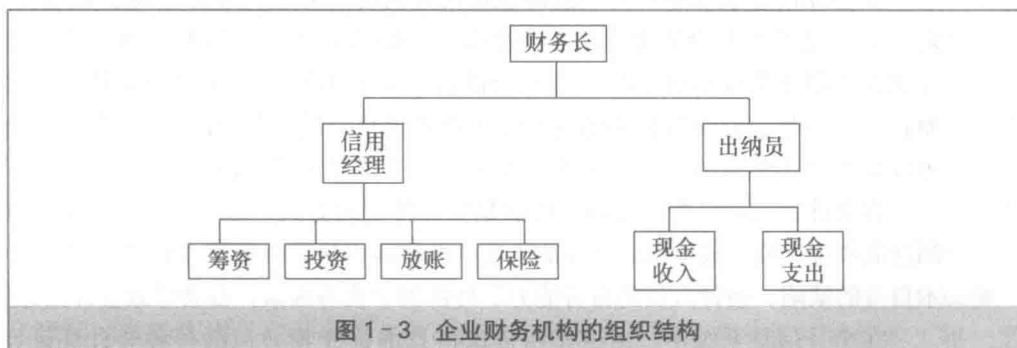 财务长
信用
经理
出纳员
筹资
投资
放账
保险
现金
收入
现金
支出
图1-3 企业财务机构的组织结构